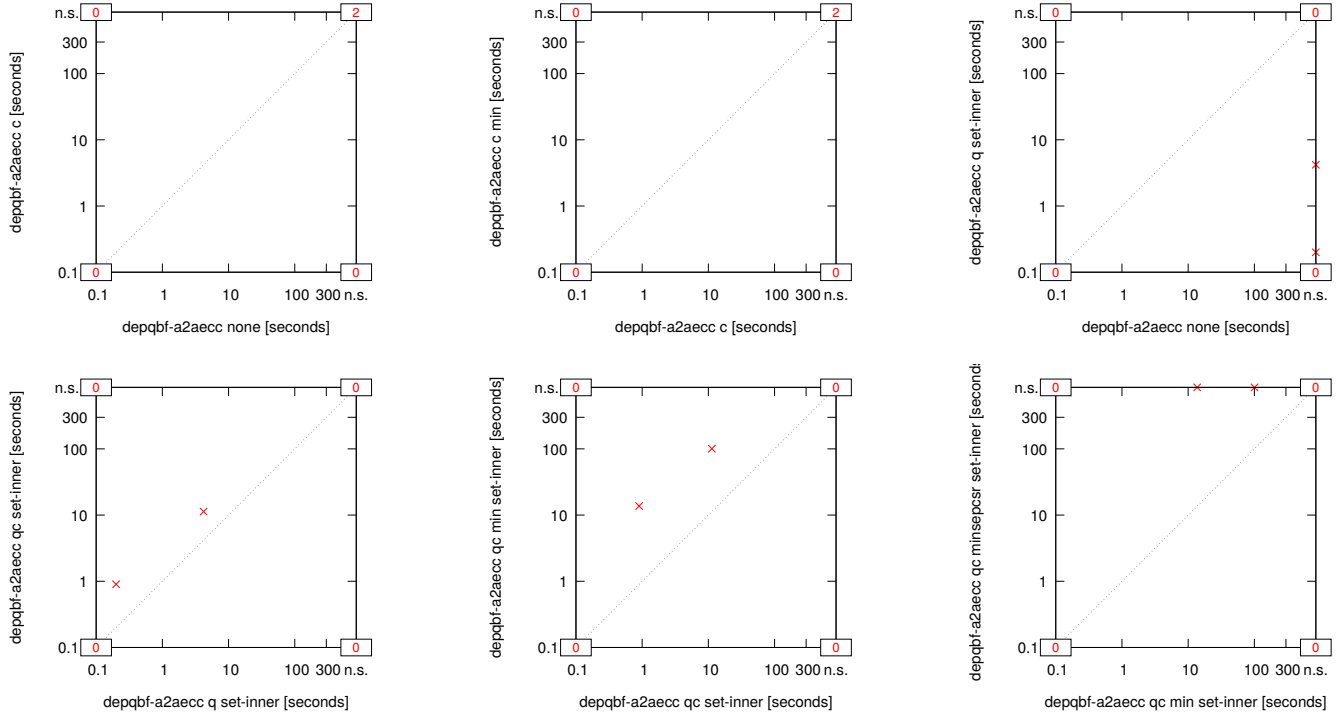 n.s. 0 2
300
100
10
1
0.1 0 0
0.1 1 10 100 300 n.s.
depqbf-a2aecc c [seconds]
depqbf-a2aecc none [seconds]
n.s. 0 2
300
100
10
1
0.1 0 0
0.1 1 10 100 300 n.s.
depqbf-a2aecc c min [seconds]
depqbf-a2aecc c [seconds]
n.s. 0 0
300
100
10
1
0.1 0 0
0.1 1 10 100 300 n.s.
depqbf-a2aecc q set-inner [seconds]
depqbf-a2aecc none [seconds]
n.s. 0 0
300
100
10
1
0.1 0 0
0.1 1 10 100 300 n.s.
depqbf-a2aecc qc set-inner [seconds]
depqbf-a2aecc q set-inner [seconds]
n.s. 0 0
300
100
10
1
0.1 0 0
0.1 1 10 100 300 n.s.
depqbf-a2aecc qc min set-inner [seconds]
depqbf-a2aecc qc set-inner [seconds]
n.s. 0 0
300
100
10
1
0.1 0 0
0.1 1 10 100 300 n.s.
depqbf-a2aecc qc minsepcsr set-inner [second
depqbf-a2aecc qc min set-inner [seconds]